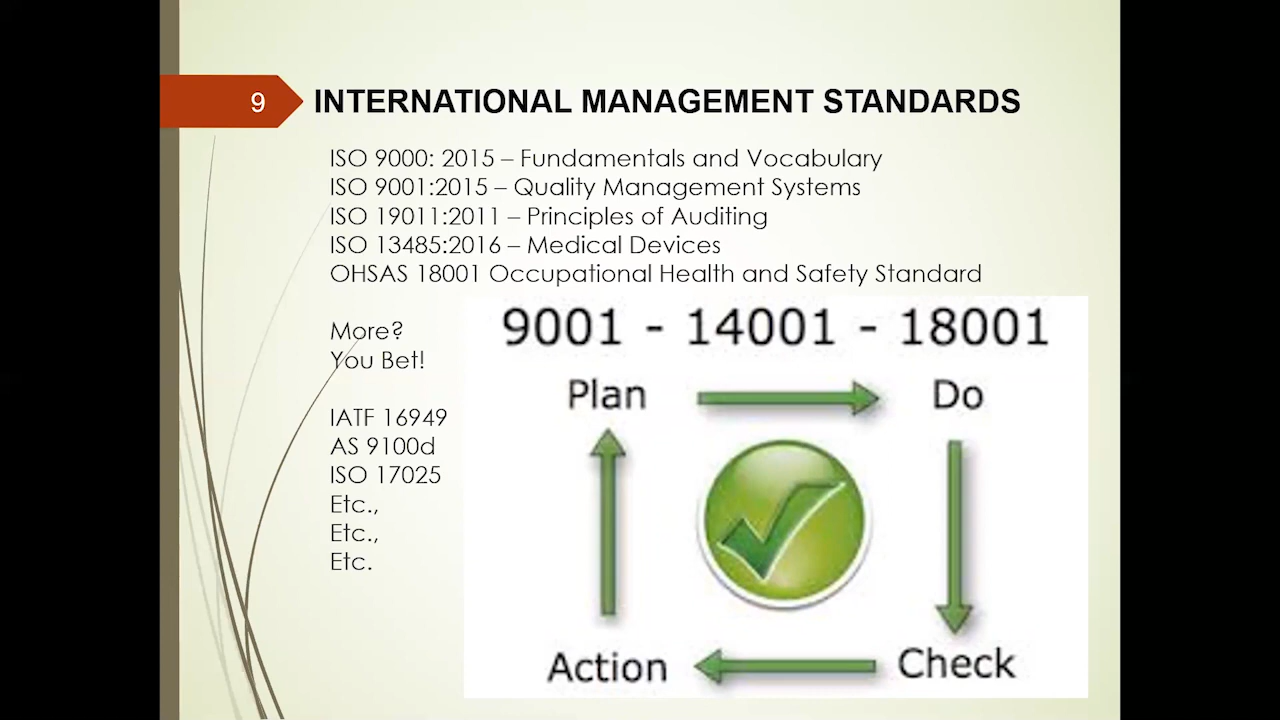 9
INTERNATIONAL MANAGEMENT STANDARDS
ISO 9000: 2015 – Fundamentals and Vocabulary
ISO 9001:2015 – Quality Management Systems
ISO 19011:2011 – Principles of Auditing
ISO 13485:2016 – Medical Devices
OHSAS 18001 Occupational Health and Safety Standard
More?
You Bet!
IATF 16949
AS 9100d
ISO 17025
Etc.,
Etc.,
Etc.
9001 - 14001 - 18001
Plan
Do
Action
Check